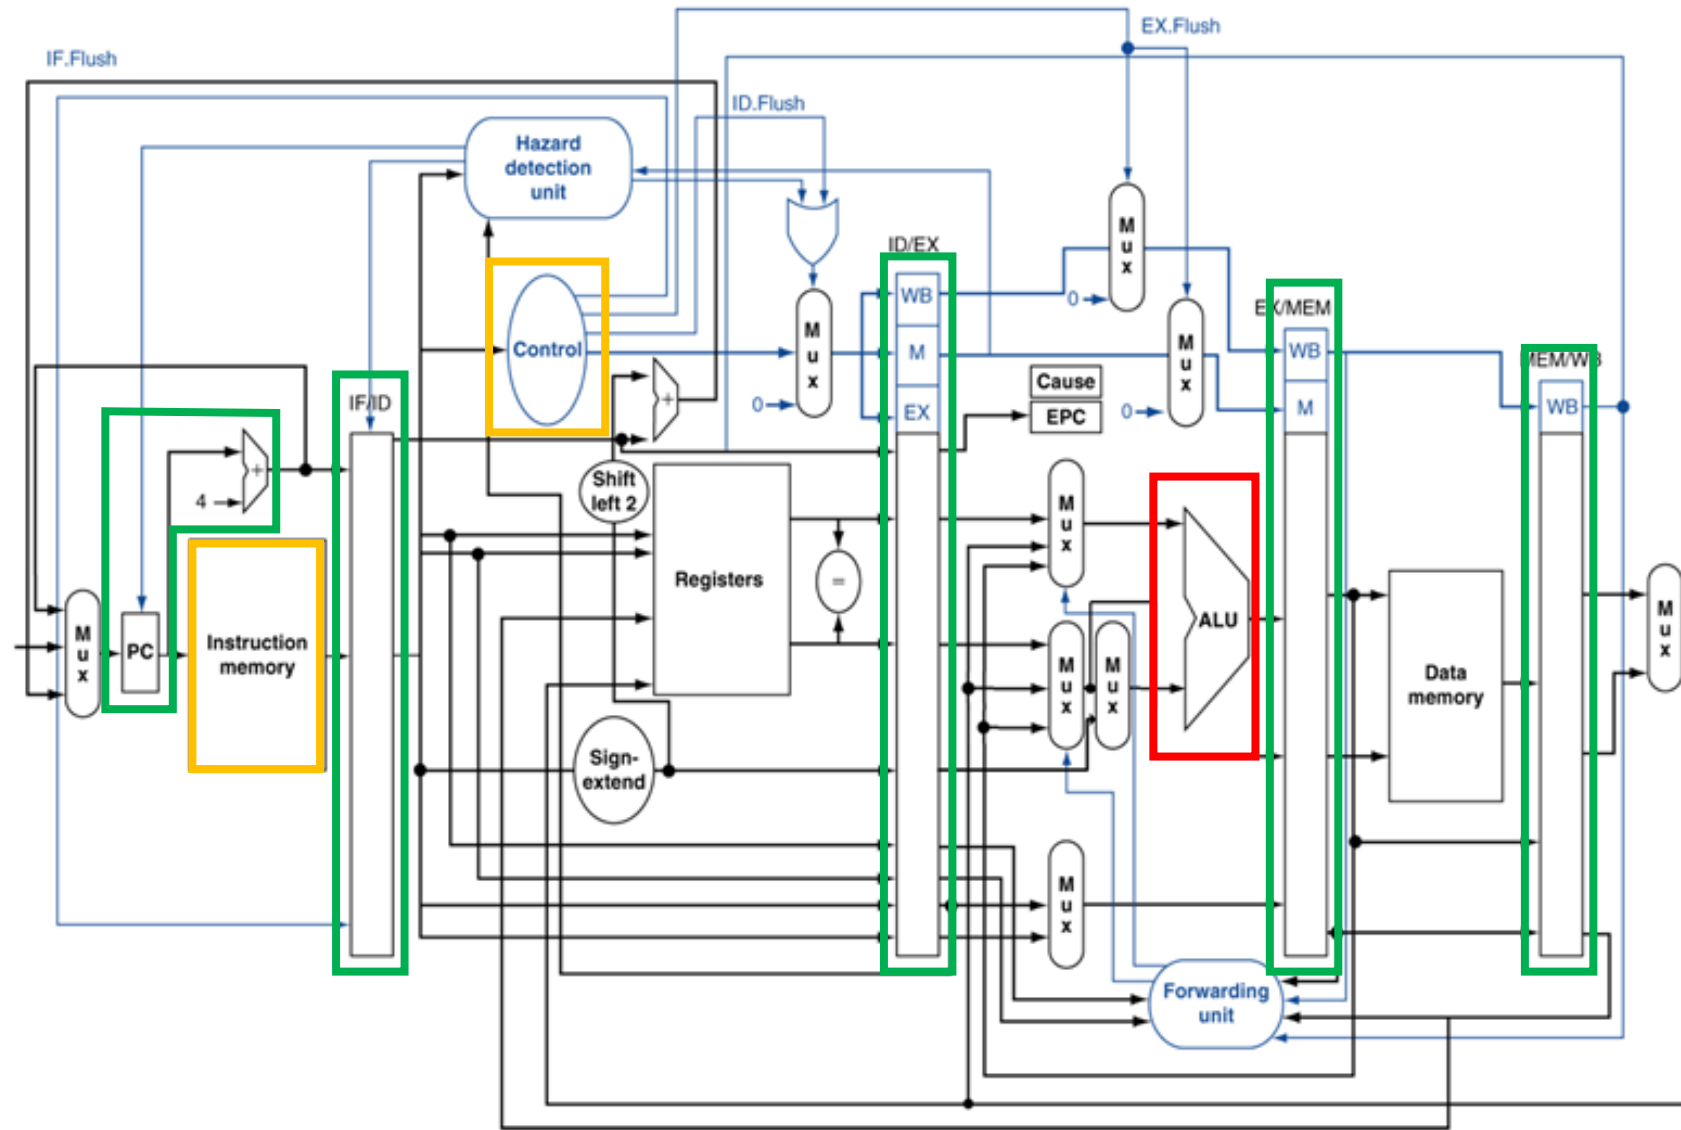 EX.Flush
IF.Flush
ID.Flush
Hazard
detection
unit
M
u
x
0
ID/EX
WB
M
EX
Control
M
u
x
0
EX/MEM
WB
M
M
u
x
0
Cause
EPC
MEM/WB
WB
IF/ID
+
+
4
Shift
left 2
Registers
=
M
u
x
PC
Instruction
memory
M
u
x
M
u
x
M
u
x
ALU
Data
memory
M
u
x
Sign-
extend
M
u
x
Forwarding
unit